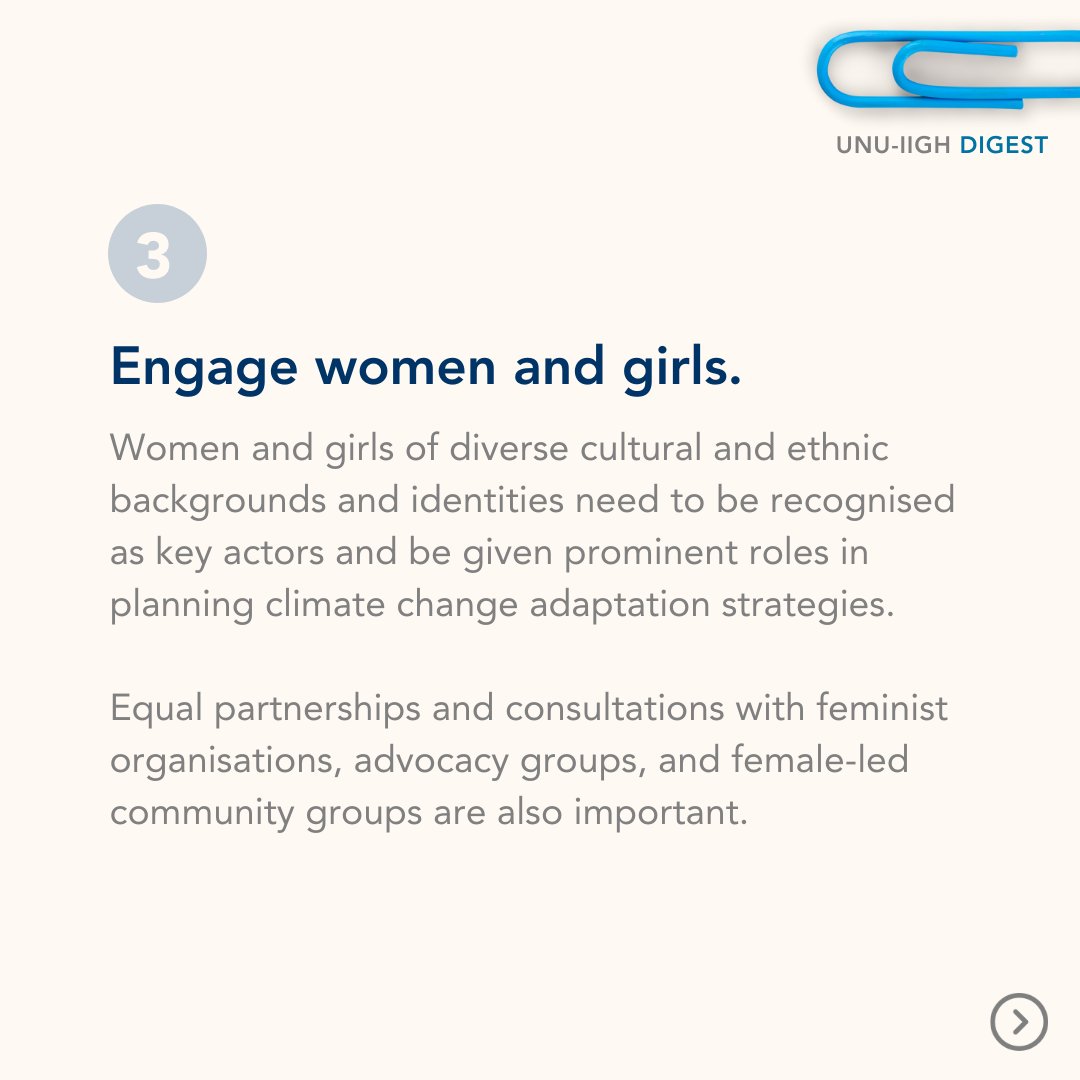 UNU-IIGH DIGEST
3
Engage women and girls.
Women and girls of diverse cultural and ethnic
backgrounds and identities need to be recognised
as key actors and be given prominent roles in
planning climate change adaptation strategies.
Equal partnerships and consultations with feminist
organisations, advocacy groups, and female-led
community groups are also important.